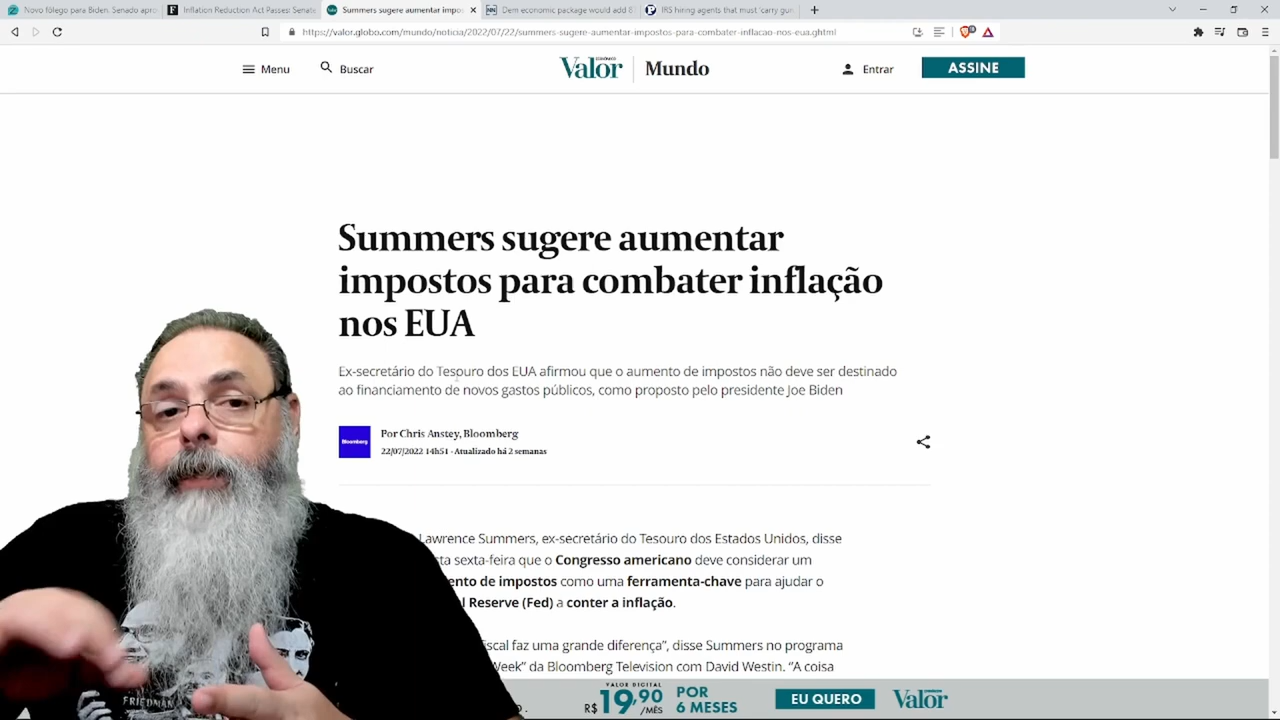 Novo fôlego para Biden. Senado apro
Inflation Reduction Act Passes: Senate
Summers sugere aumentar impos
Dem economic package would add 8
IRS hiring agents that must 'carry gun
https://valor.globo.com/mundo/noticia/2022/07/22/summers-sugere-aumentar-impostos-para-combater-inflacao-nos-eua.ghtml
Menu
Buscar
Valor
Mundo
Entrar
ASSINE
Summers sugere aumentar
impostos para combater inflação
nos EUA
Ex-secretário do Tesouro dos EUA afirmou que o aumento de impostos não deve ser destinado
ao financiamento de novos gastos públicos, como proposto pelo presidente Joe Biden
Bloomberg
Por Chris Anstey, Bloomberg
22/07/2022 14h51 · Atualizado há 2 semanas
Lawrence Summers, ex-secretário do Tesouro dos Estados Unidos, disse
sta sexta-feira que o Congresso americano deve considerar um
ento de impostos como uma ferramenta-chave para ajudar o
l Reserve (Fed) a conter a inflação.
iscal faz uma grande diferença", disse Summers no programa
Week" da Bloomberg Television com David Westin. "A coisa
VALOR DIGITAL
R$ 19,90 /MÊS
POR
6 MESES
EU QUERO
Valor
FRIEDMAN